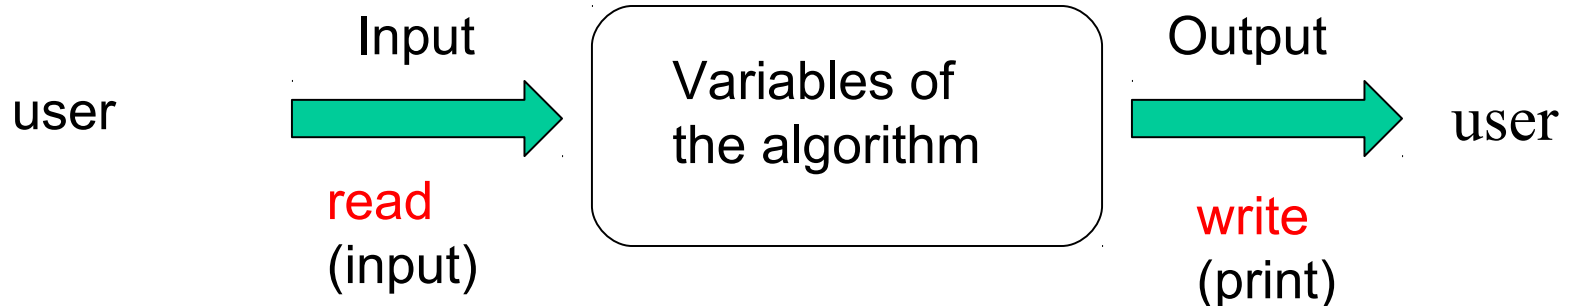 user
Input
read
(input)
Variables of
the algorithm
Output
write
(print)
user